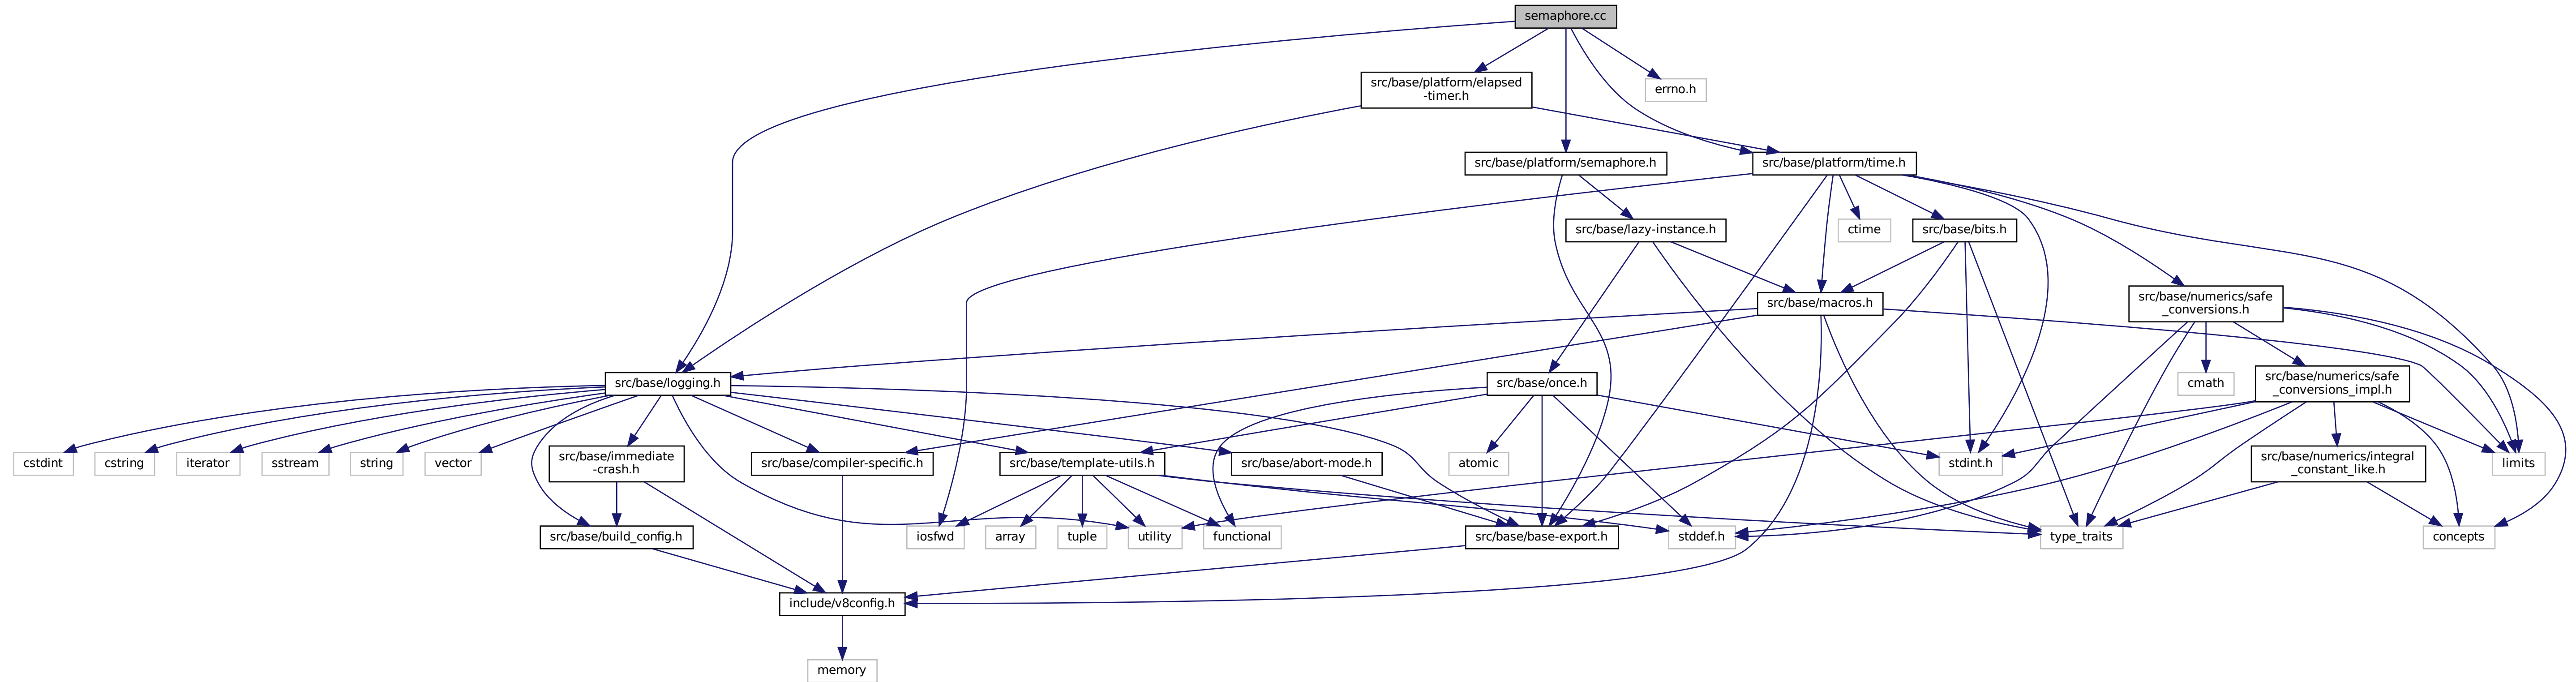 semaphore.cc
src/base/platform/elapsed
-timer.h
errno.h
src/base/platform/semaphore.h
src/base/platform/time.h
src/base/lazy-instance.h
ctime
src/base/bits.h
src/base/macros.h
src/base/numerics/safe
_conversions.h
src/base/logging.h
src/base/once.h
cmath
src/base/numerics/safe
_conversions_impl.h
cstdint
cstring
iterator
sstream
string
vector
src/base/immediate
-crash.h
src/base/compiler-specific.h
src/base/template-utils.h
src/base/abort-mode.h
atomic
stdint.h
src/base/numerics/integral
_constant_like.h
limits
src/base/build_config.h
iosfwd
array
tuple
utility
functional
src/base/base-export.h
stddef.h
type_traits
concepts
include/v8config.h
memory